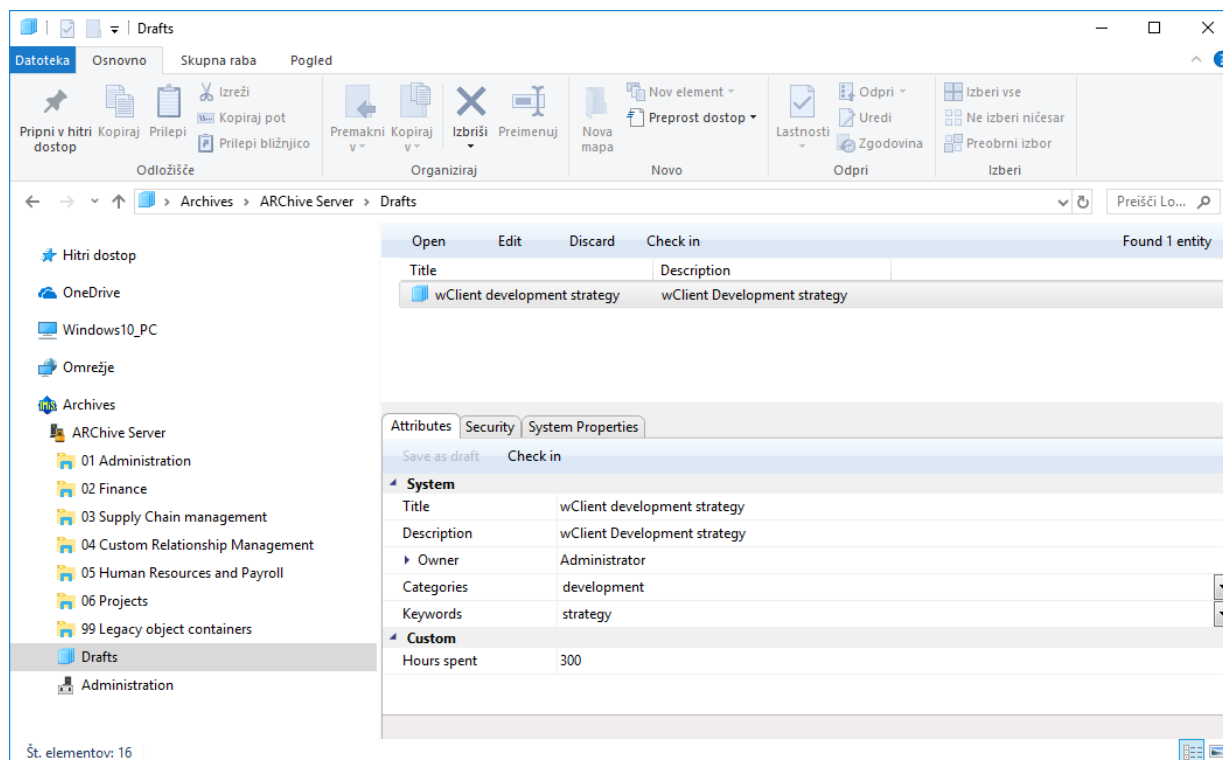 Drafts
Datoteka Osnovno Skupna raba Pogled
Pripni v hitri dostop
Kopiraj
Prilepi
Izreži
Kopiraj pot
Prilepi bližnjico
Odložišče
Premakni v
Kopiraj v
Izbriši
Preimenuj
Organiziraj
Nova mapa
Nov element
Preprost dostop
Novo
Lastnosti
Odpri
Uredi
Zgodovina
Odpri
Izberi vse
Ne izberi ničesar
Preobrni izbor
Izberi
Archives > ARChive Server > Drafts
Preišči Lo...
Hitri dostop
OneDrive
Windows10_PC
Omrežje
Archives
ARChive Server
01 Administration
02 Finance
03 Supply Chain management
04 Custom Relationship Management
05 Human Resources and Payroll
06 Projects
99 Legacy object containers
Drafts
Administration
Open Edit Discard Check in Found 1 entity
Title Description
wClient development strategy wClient Development strategy
Attributes Security System Properties
Save as draft Check in
System
Title wClient development strategy
Description wClient Development strategy
Owner Administrator
Categories development
Keywords strategy
Custom
Hours spent 300
Št. elementov: 16